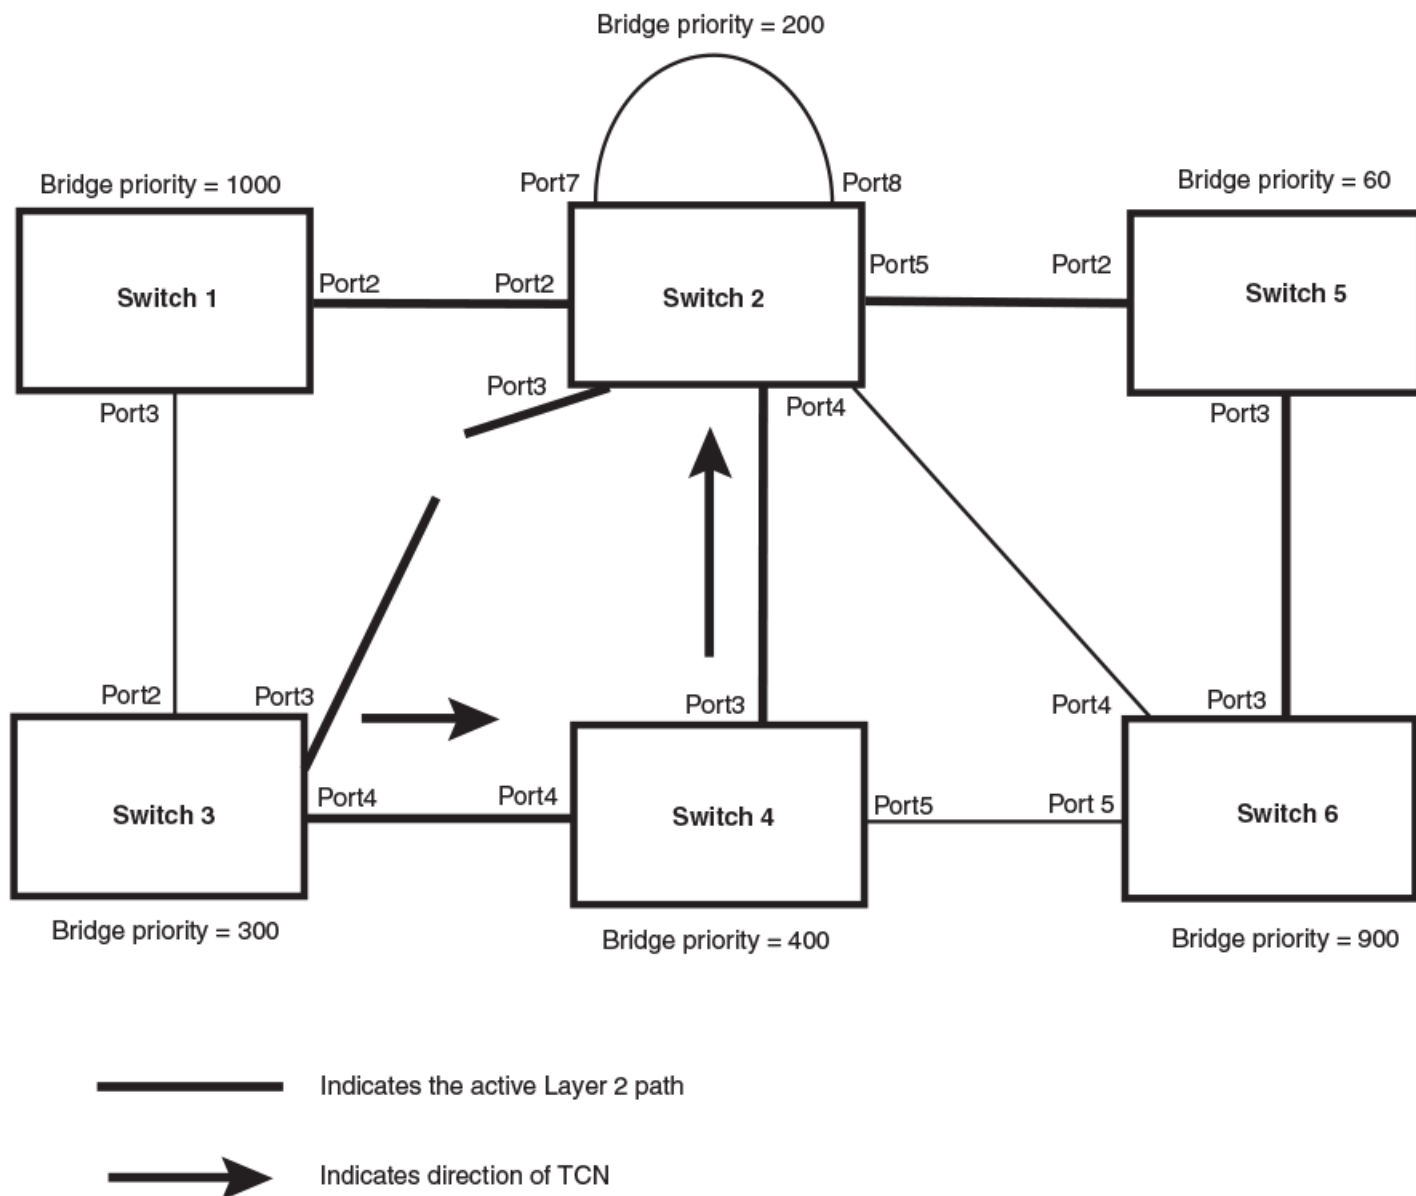 Bridge priority = 200
Bridge priority = 1000
Port7
Port8
Bridge priority = 60
Switch 1
Port2
Port2
Switch 2
Port5
Port2
Switch 5
Port3
Port3
Port4
Port3
Port2
Port3
Port3
Port4
Port3
Switch 3
Port4
Port4
Switch 4
Port5
Port 5
Switch 6
Bridge priority = 300
Bridge priority = 400
Bridge priority = 900
Indicates the active Layer 2 path
Indicates direction of TCN